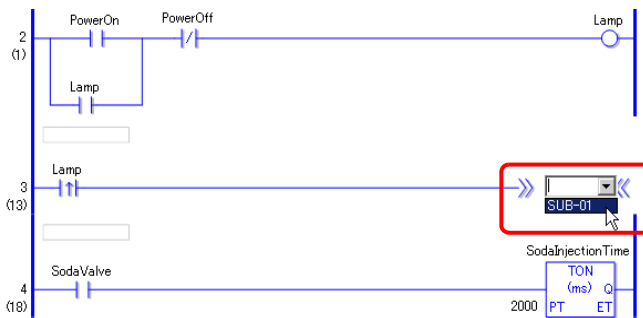 PowerOn PowerOff Lamp
2
(1)
Lamp
Lamp
3
(13)
SUB-01
SodaInjectionTime
SodaValve TON
4 (ms) Q
(18) 2000 PT ET